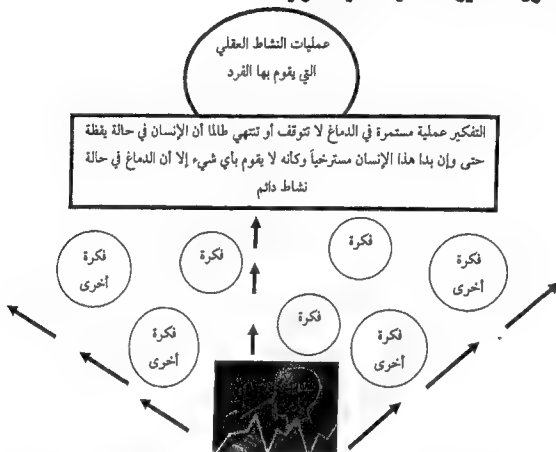 عمليات النشاط العقلي
التي يقوم بها الفرد
التفكير عملية مستمرة في الدماغ لا تتوقف أو تنتهي طالما أن الإنسان في حالة يقظة
حتى وإن بدا هذا الإنسان مسترخياً وكأنه لا يقوم بأي شيء إلا أن الدماغ في حالة
نشاط دائم
فكرة
أخرى
فكرة
فكرة
فكرة
أخرى
فكرة
أخرى
فكرة
فكرة
أخرى